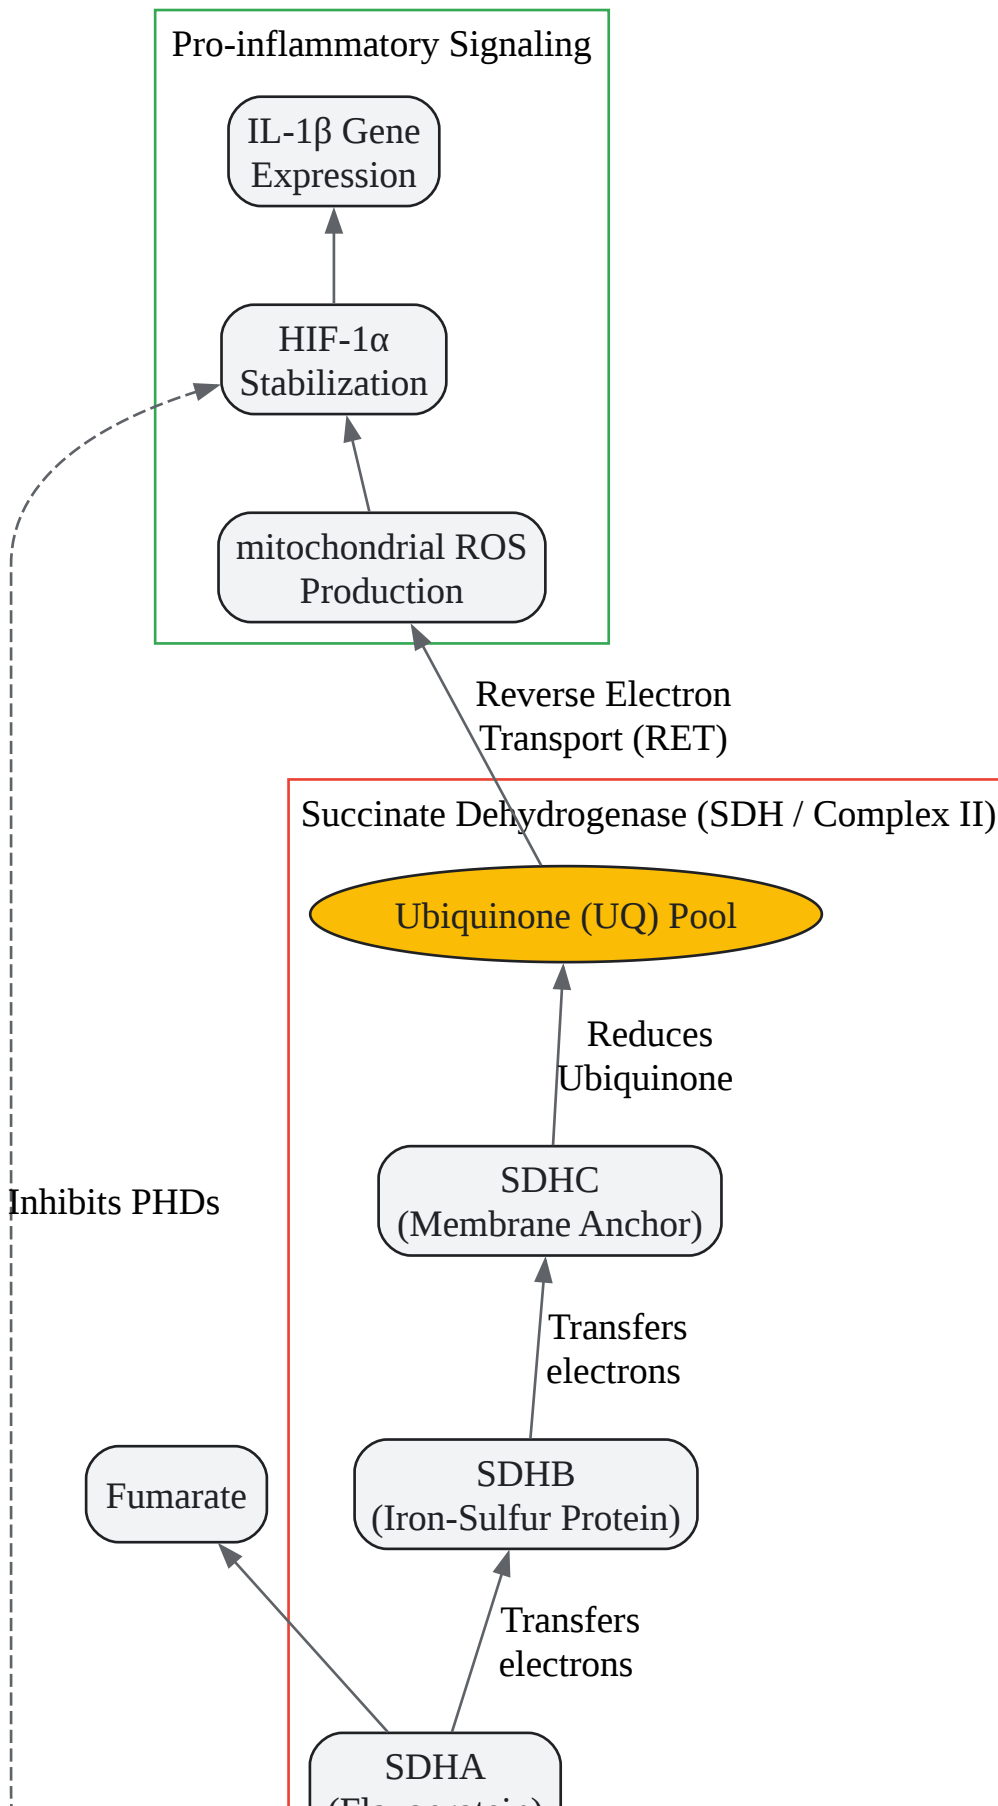 Pro-inflammatory Signaling
IL-1β Gene
Expression
HIF-1α
Stabilization
mitochondrial ROS
Production
Reverse Electron
Transport (RET)
Succinate Dehydrogenase (SDH / Complex II)
Ubiquinone (UQ) Pool
Reduces
Ubiquinone
SDHC
(Membrane Anchor)
Inhibits PHDs
Transfers
electrons
SDHB
(Iron-Sulfur Protein)
Fumarate
Transfers
electrons
SDHA